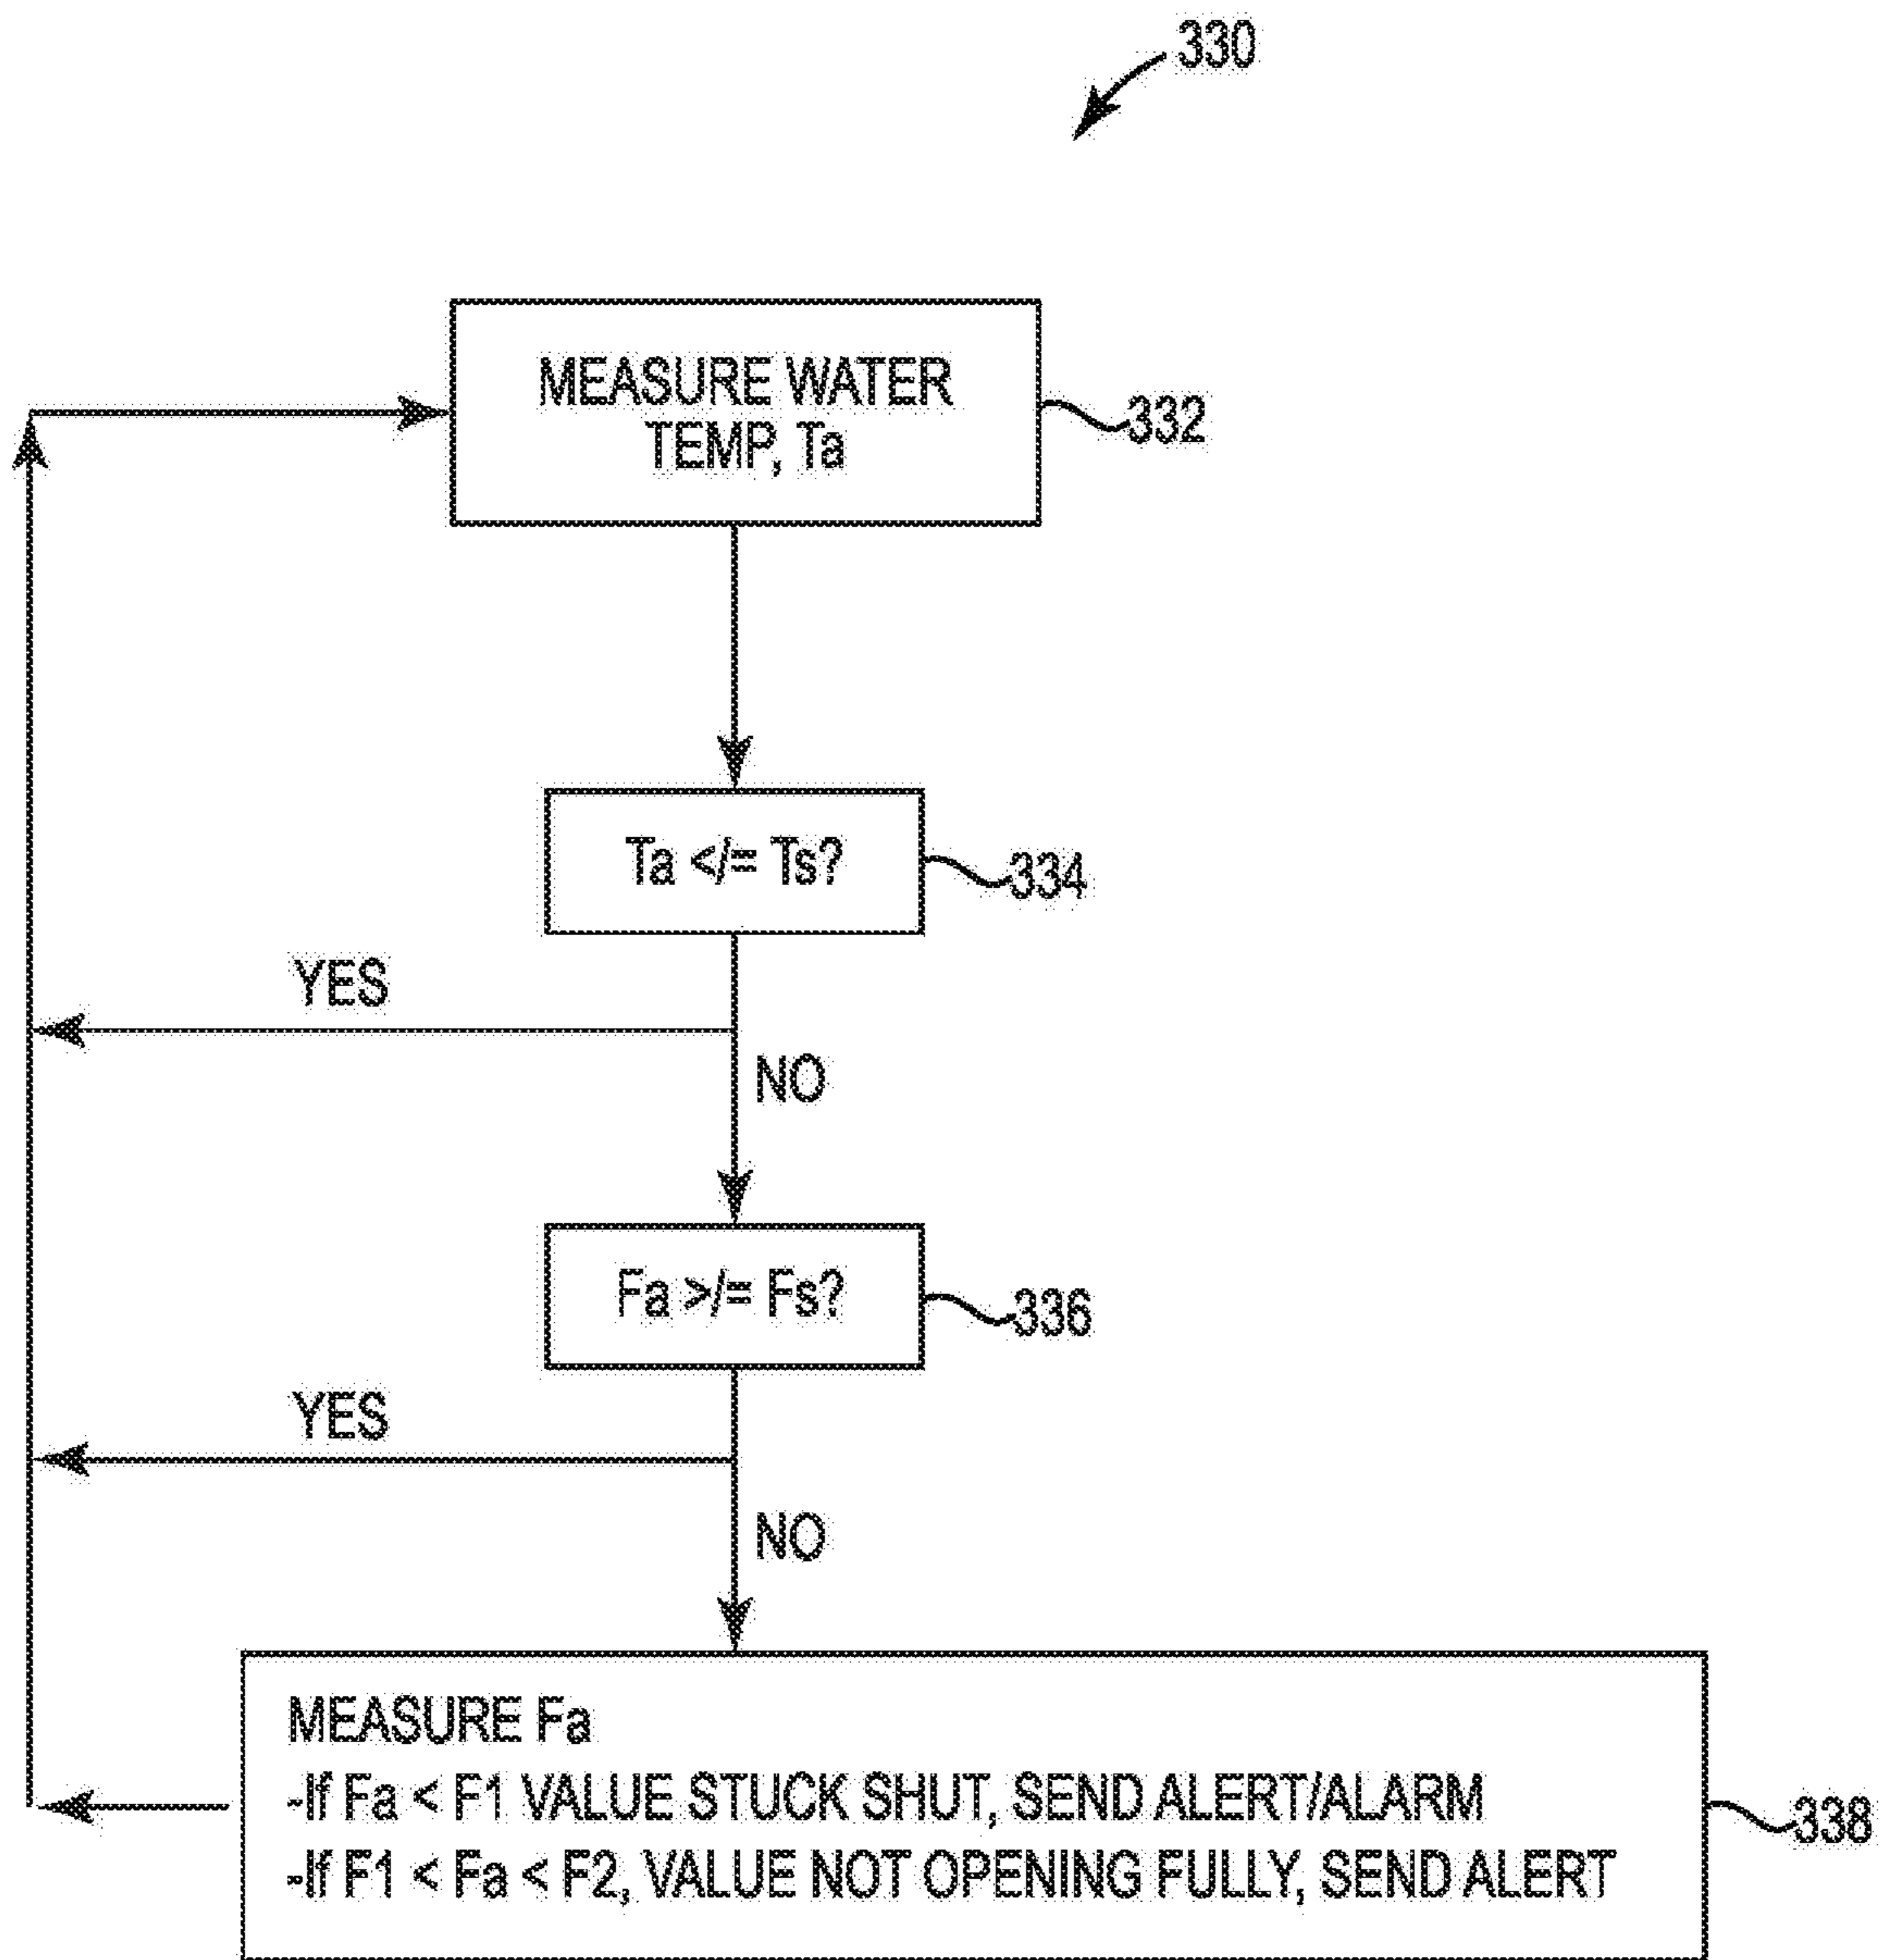 330
MEASURE WATER
TEMP, Ta
332
Ta </= Ts?
334
YES
NO
Fa >/= Fs?
336
YES
NO
MEASURE Fa
-If Fa < F1 VALUE STUCK SHUT, SEND ALERT/ALARM
-If F1 < Fa < F2, VALUE NOT OPENING FULLY, SEND ALERT
338